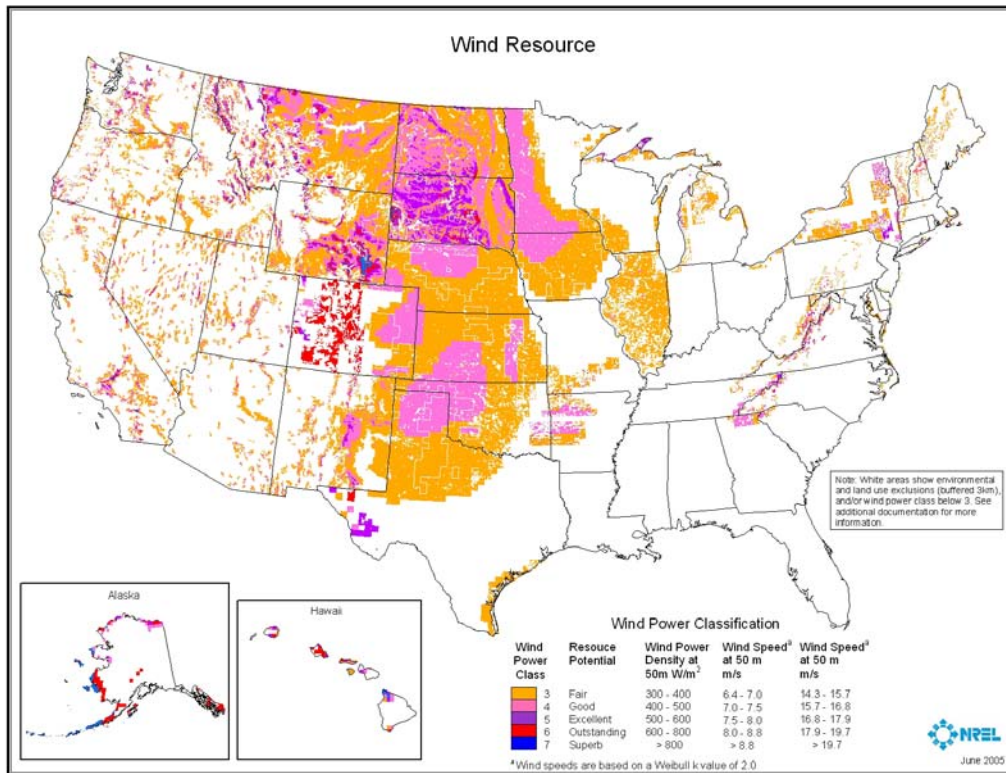 Wind Resource
Note: White areas show environmental
and land use exclusions (buffered 3km),
and/or wind power class below 3. See
additional documentation for more
information.
Alaska
Hawaii
Wind Power Classification
Wind Power Class Resouce Potential Wind Power Density at 50m W/m² Wind Speedᵃ at 50 m m/s Wind Speedᵃ at 50 m m/s
3 Fair 300 - 400 6.4 - 7.0 14.3 - 15.7
4 Good 400 - 500 7.0 - 7.5 15.7 - 16.8
5 Excellent 500 - 600 7.5 - 8.0 16.8 - 17.9
6 Outstanding 600 - 800 8.0 - 8.8 17.9 - 19.7
7 Superb > 800 > 8.8 > 19.7
ᵃ Wind speeds are based on a Weibull k value of 2.0
NREL
June 2005